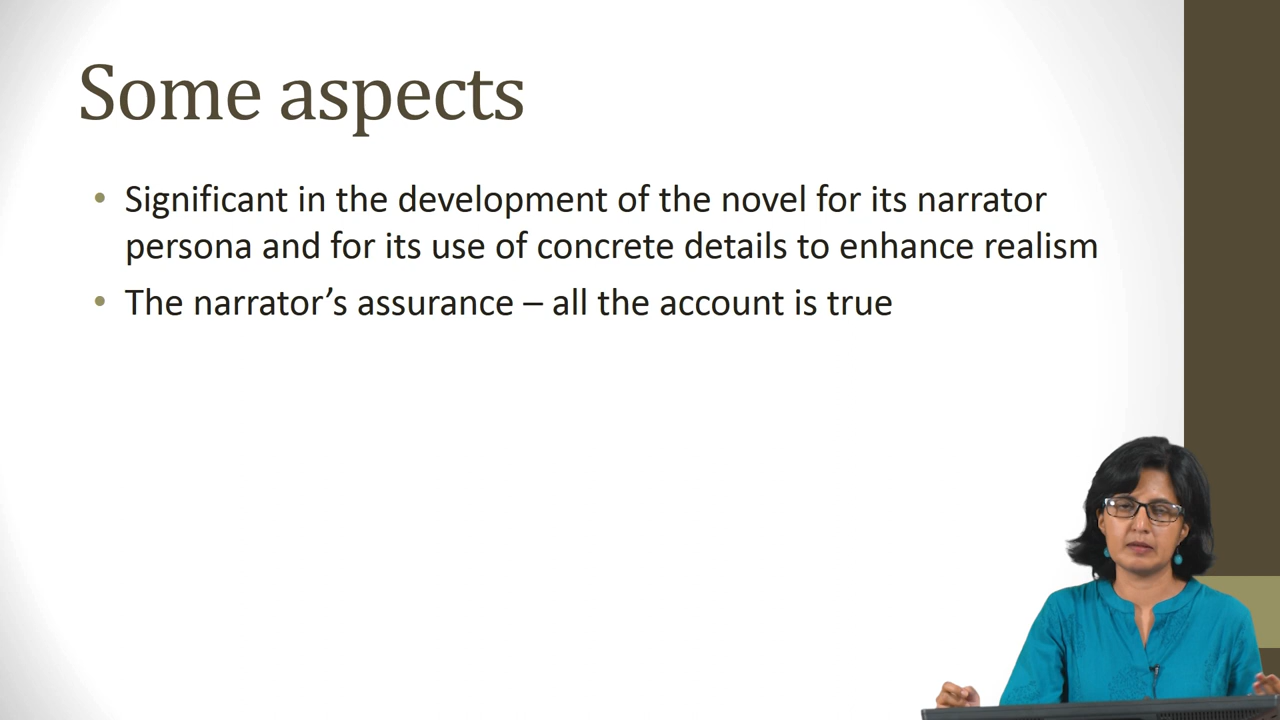 Some aspects
• Significant in the development of the novel for its narrator
persona and for its use of concrete details to enhance realism
• The narrator’s assurance – all the account is true